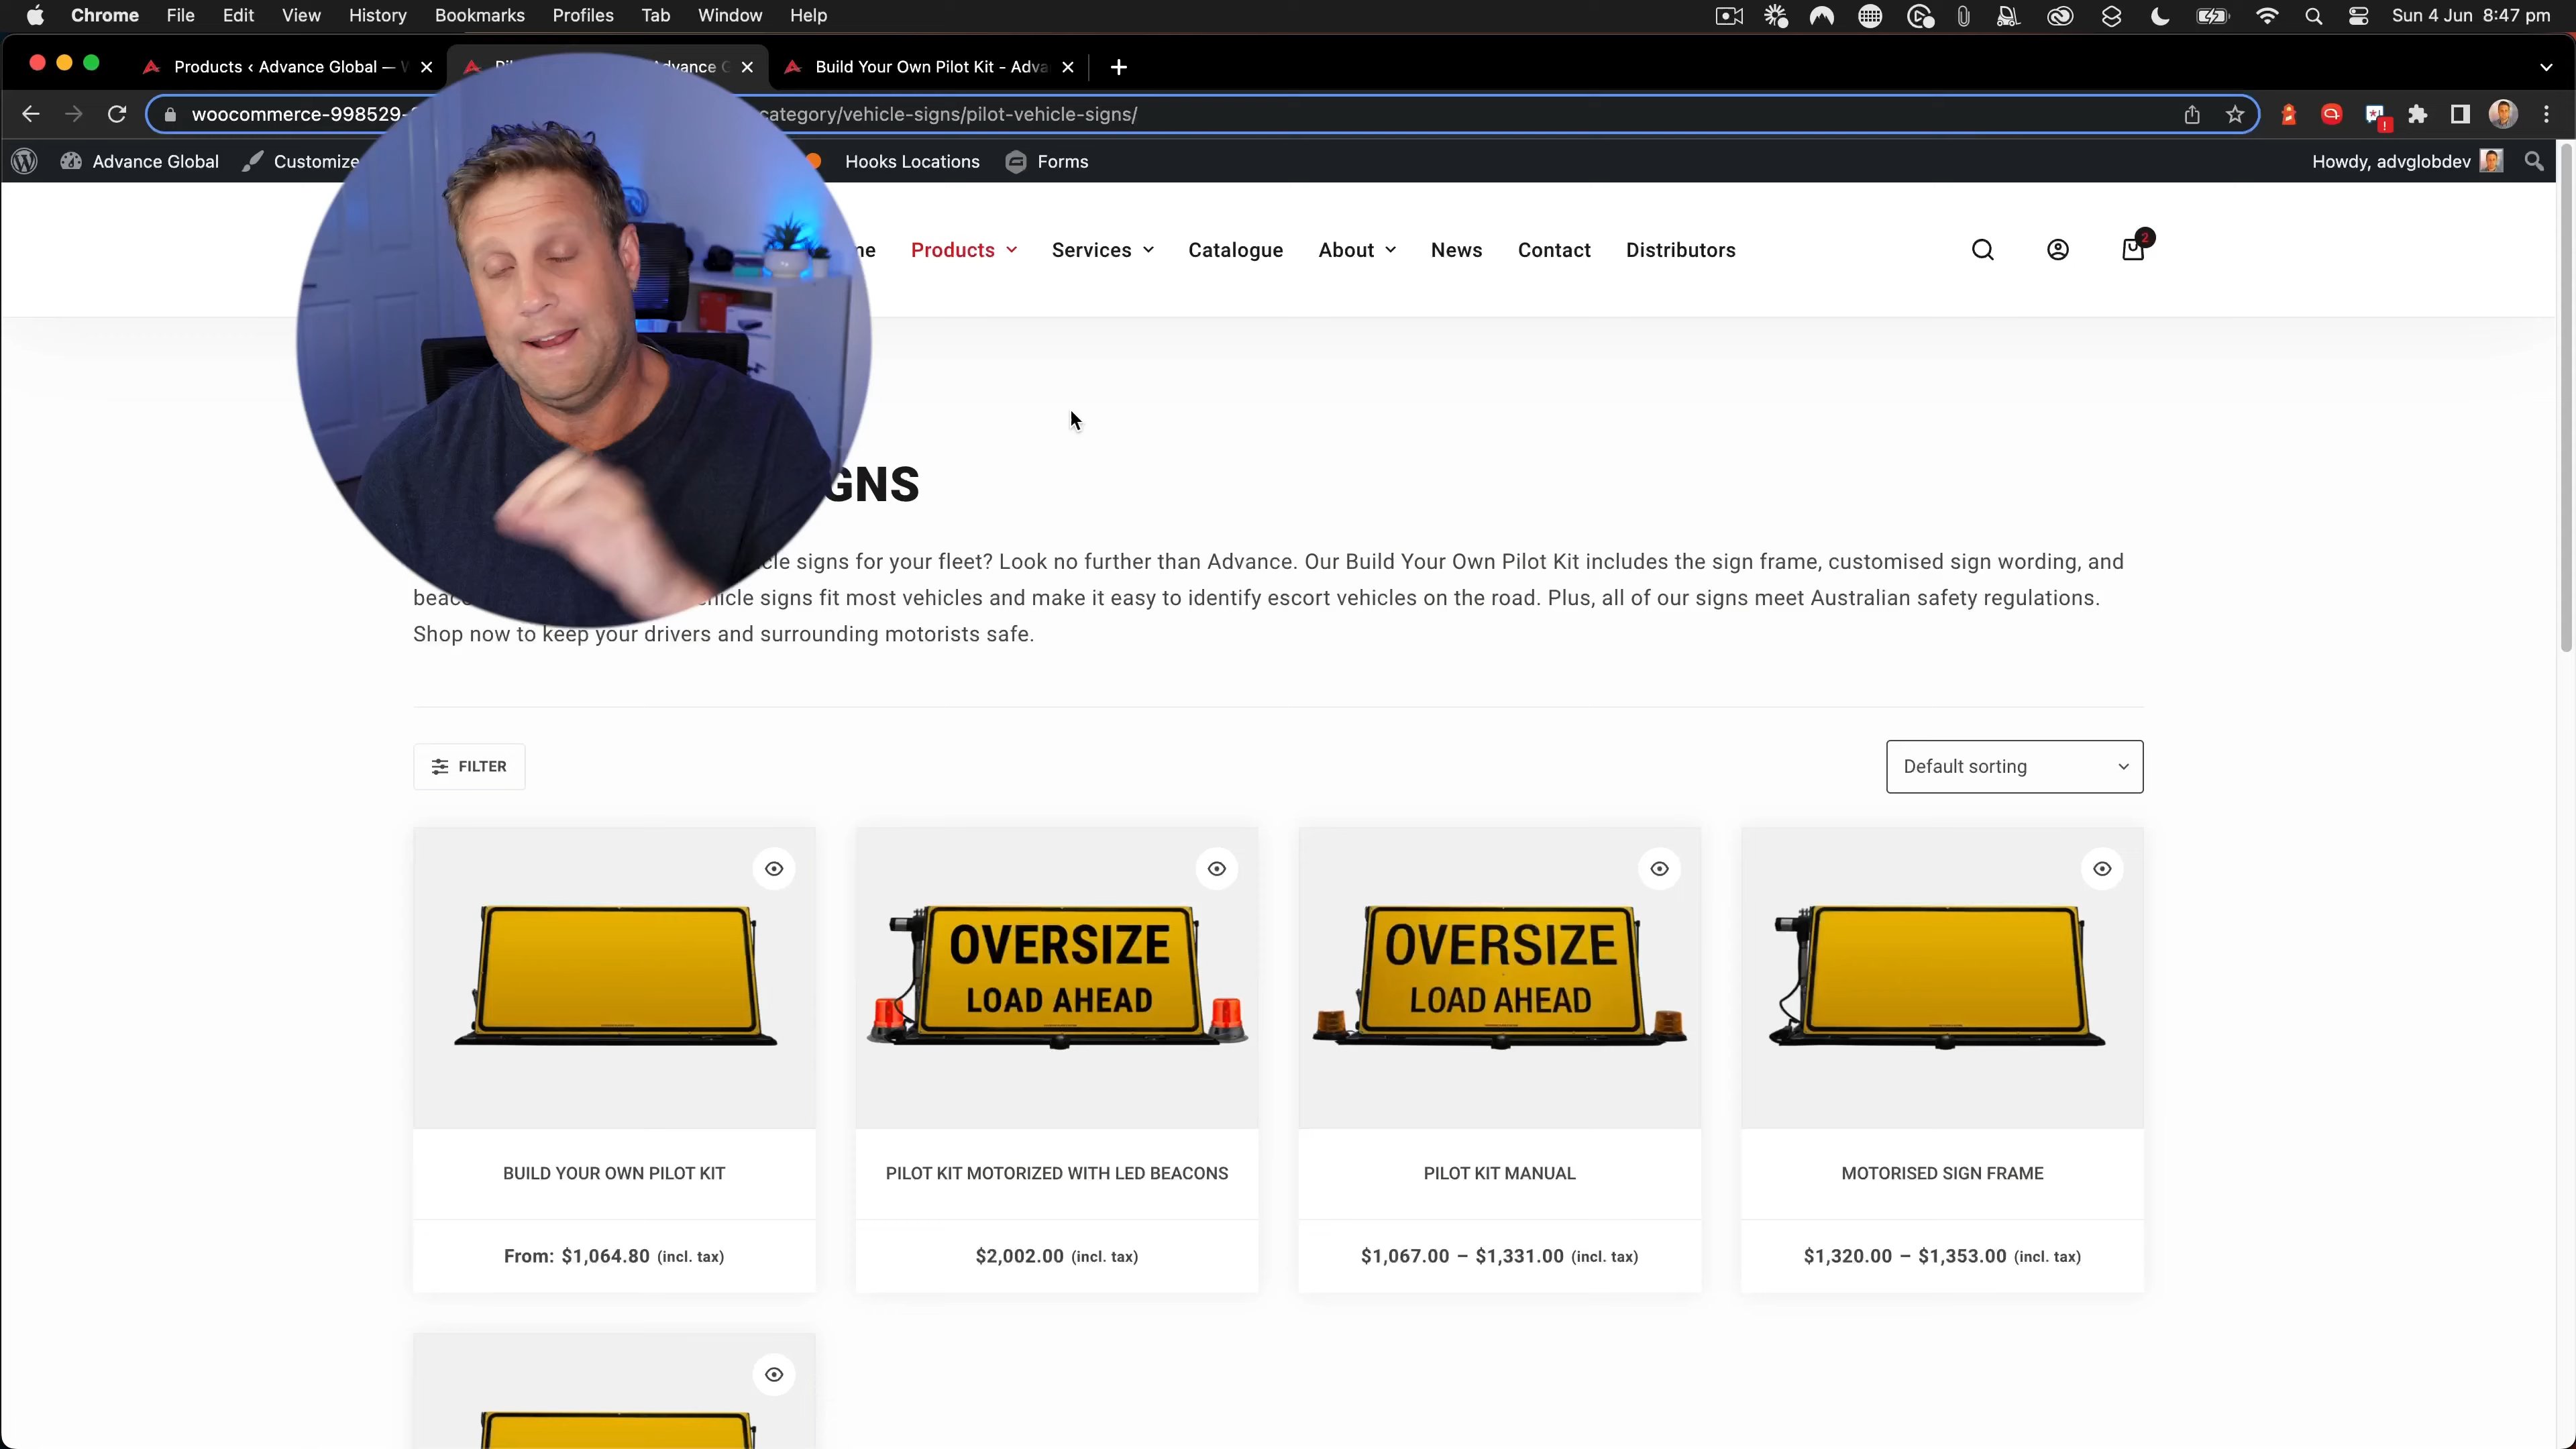 Chrome File Edit View History Bookmarks Profiles Tab Window Help Sun 4 Jun 8:47 pm
Products ‹ Advance Global — Build Your Own Pilot Kit - Adva
woocommerce-998529- category/vehicle-signs/pilot-vehicle-signs/
Advance Global Customize Hooks Locations Forms Howdy, advglobdev
Products Services Catalogue About News Contact Distributors 2
GNS
signs for your fleet? Look no further than Advance. Our Build Your Own Pilot Kit includes the sign frame, customised sign wording, and
signs fit most vehicles and make it easy to identify escort vehicles on the road. Plus, all of our signs meet Australian safety regulations.
Shop now to keep your drivers and surrounding motorists safe.
FILTER Default sorting
OVERSIZE OVERSIZE
LOAD AHEAD LOAD AHEAD
BUILD YOUR OWN PILOT KIT PILOT KIT MOTORIZED WITH LED BEACONS PILOT KIT MANUAL MOTORISED SIGN FRAME
From: $1,064.80 (incl. tax) $2,002.00 (incl. tax) $1,067.00 – $1,331.00 (incl. tax) $1,320.00 – $1,353.00 (incl. tax)